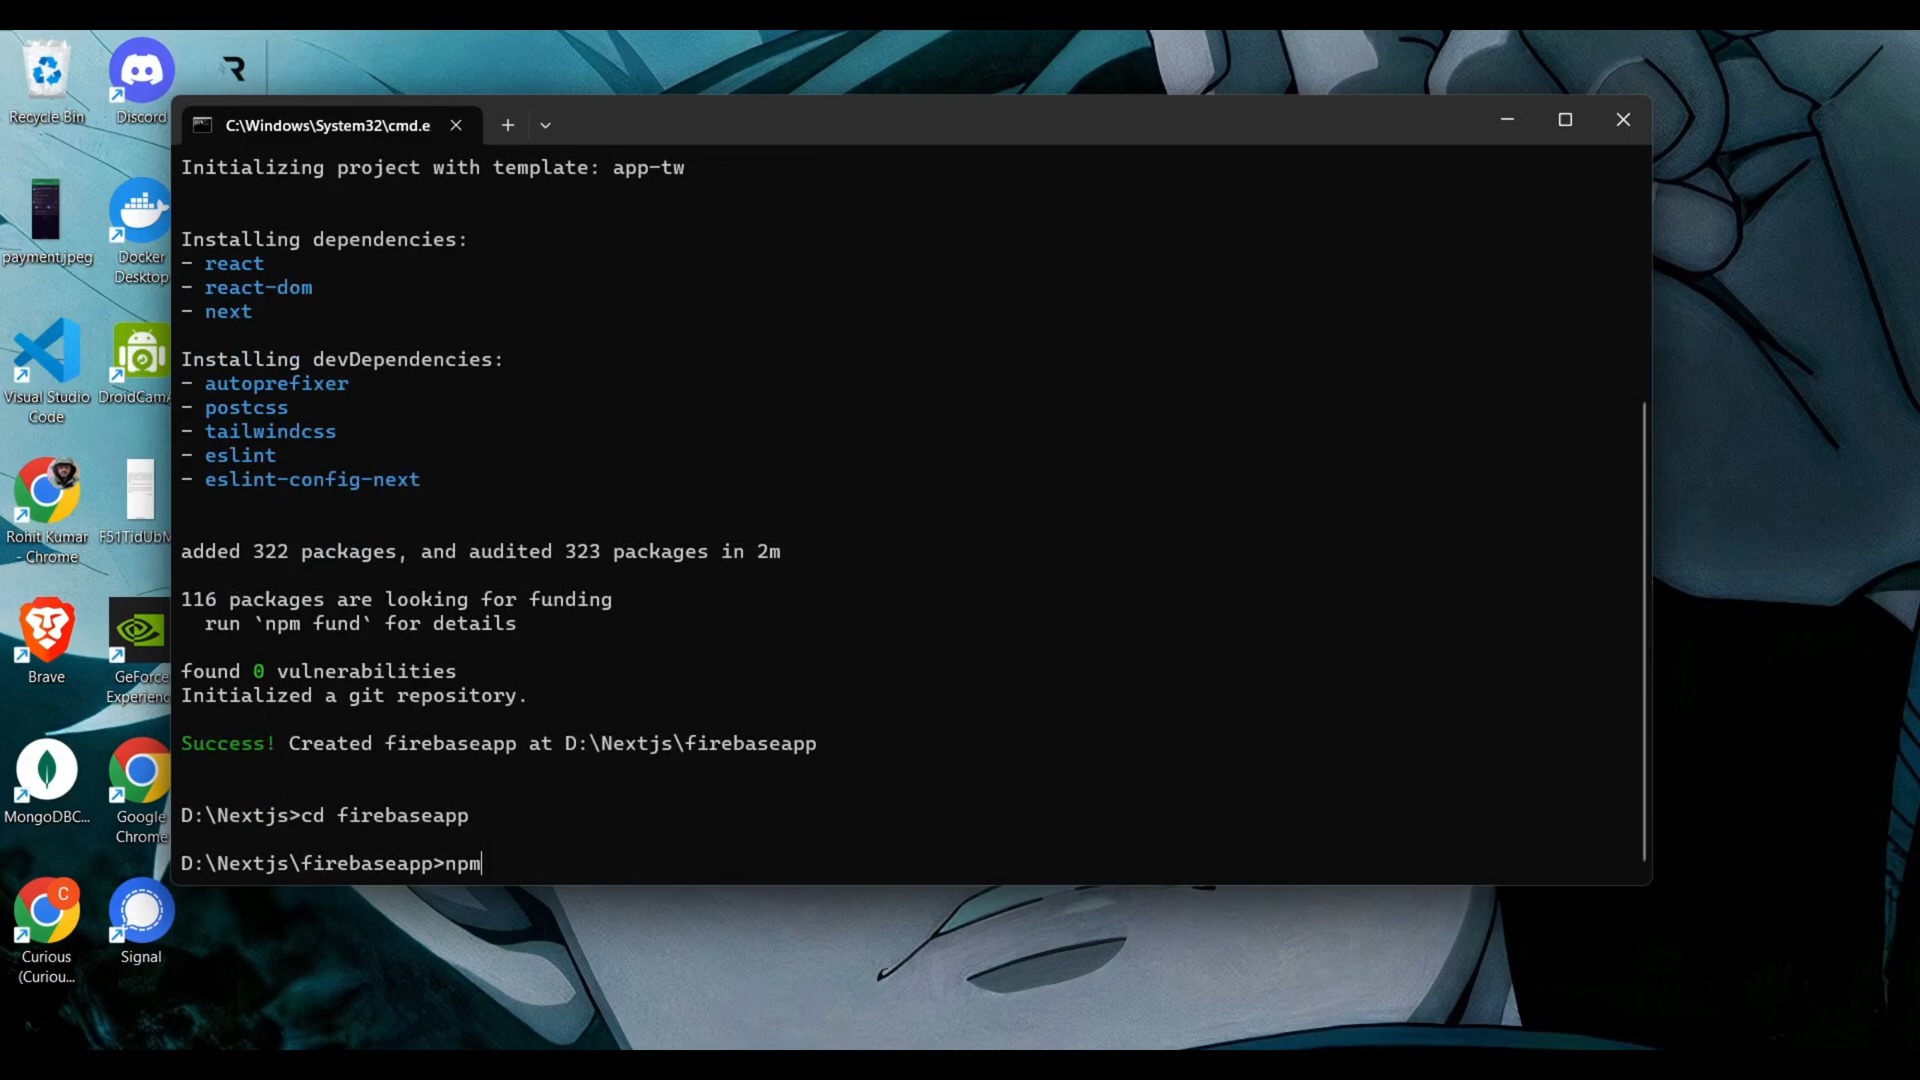 Recycle Bin
Discord
payment.jpeg
Docker
Desktop
Visual Studio
Code
Rohit Kumar
- Chrome
Brave
GeForce
MongoDBC...
Google
Chrome
C
Curious
(Curiou...
Signal
C:\Windows\System32\cmd.e
Initializing project with template: app-tw
Installing dependencies:
- react
- react-dom
- next
Installing devDependencies:
- autoprefixer
- postcss
- tailwindcss
- eslint
- eslint-config-next
added 322 packages, and audited 323 packages in 2m
116 packages are looking for funding
run `npm fund` for details
found 0 vulnerabilities
Initialized a git repository.
Success! Created firebaseapp at D:\Nextjs\firebaseapp
D:\Nextjs>cd firebaseapp
D:\Nextjs\firebaseapp>npm